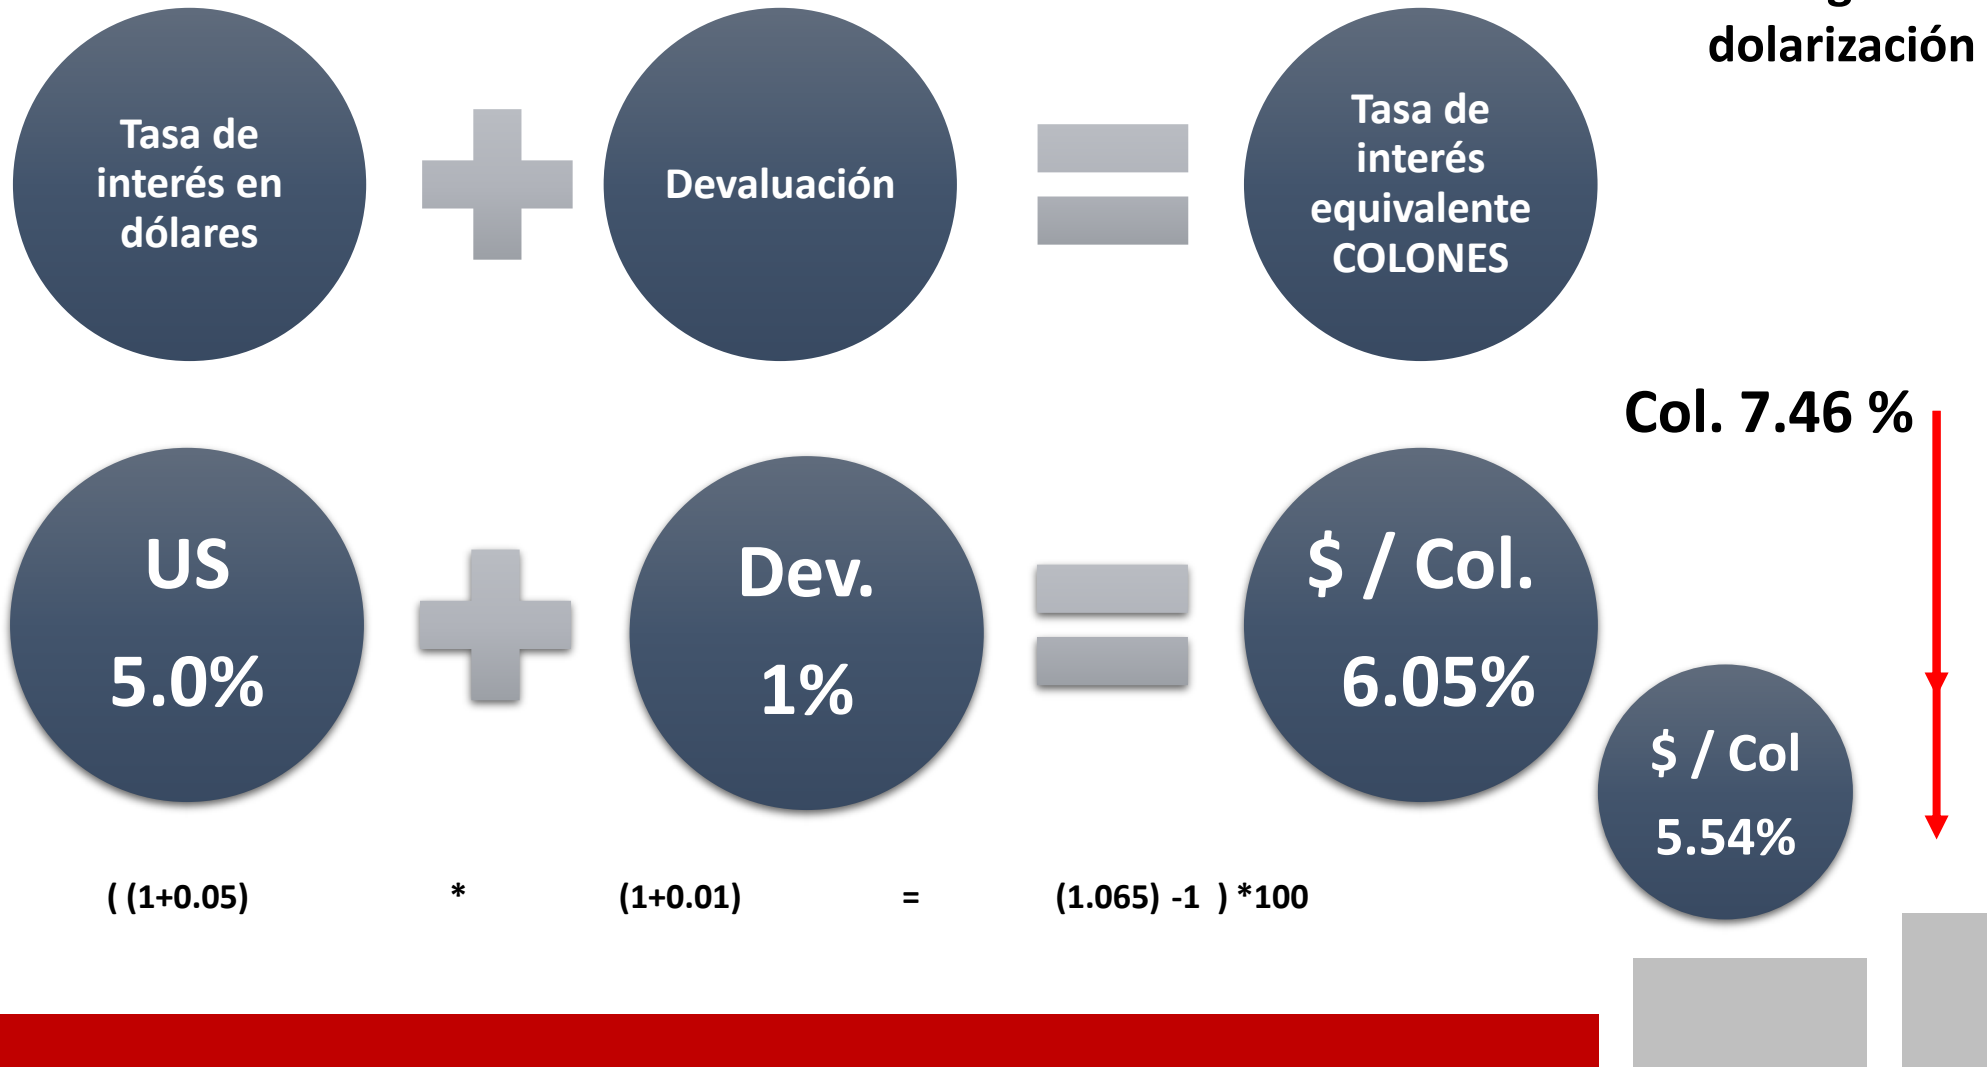 dolarización
Tasa de
interés en
dólares
Devaluación
Tasa de
interés
equivalente
COLONES
Col. 7.46 %
US
5.0%
Dev.
1%
$ / Col.
6.05%
$ / Col
5.54%
( (1+0.05) * (1+0.01) = (1.065) -1 ) *100